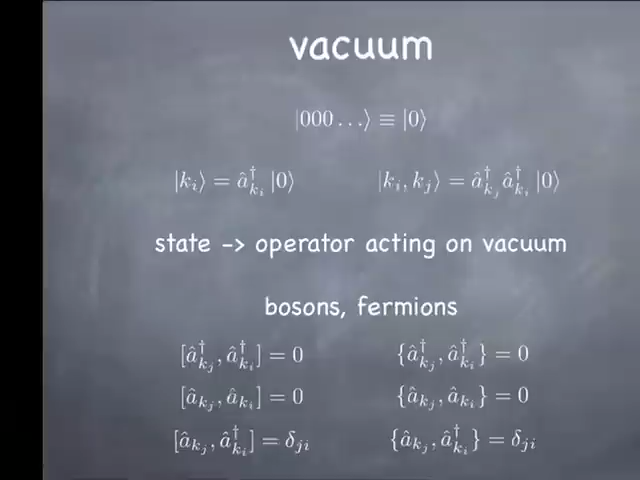 vacuum
|000...⟩ ≡ |0⟩
|k_i⟩ = â†_{k_i} |0⟩    |k_i, k_j⟩ = â†_{k_j} â†_{k_i} |0⟩
state -> operator acting on vacuum
bosons, fermions
[â†_{k_j}, â†_{k_i}] = 0    {â†_{k_j}, â†_{k_i}} = 0
[â_{k_j}, â_{k_i}] = 0    {â_{k_j}, â_{k_i}} = 0
[â_{k_j}, â†_{k_i}] = δ_{ji}    {â_{k_j}, â†_{k_i}} = δ_{ji}